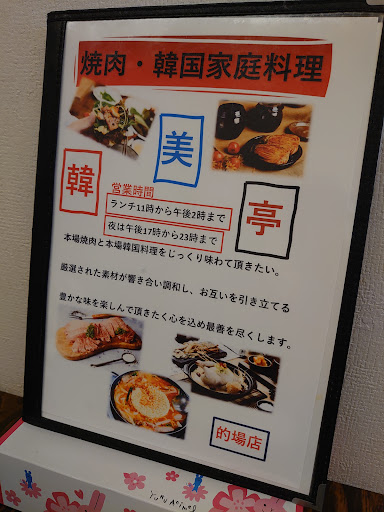 焼肉・韓国家庭料理
韓
美
亭
営業時間
ランチ11時から午後2時まで
夜は午後17時から23時まで
本場焼肉と本場韓国料理をじっくり味わて頂きたい。
厳選された素材が響き合い調和し、お互いを引き立てる
豊かな味を楽しんで頂きたく心を込め最善を尽くします。
的場店